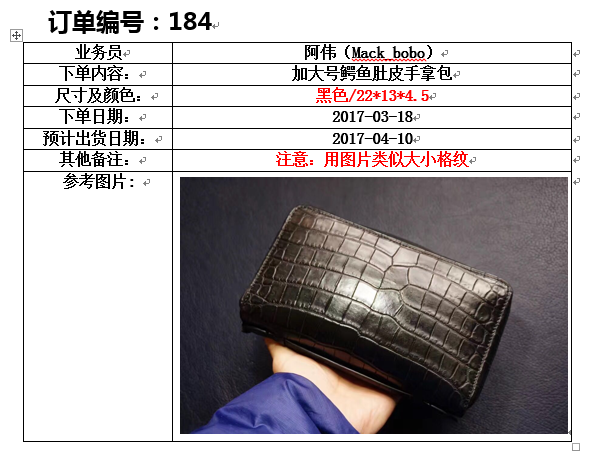 订单编号：184
业务员 阿伟（Mack_bobo）
下单内容： 加大号鳄鱼肚皮手拿包
尺寸及颜色： 黑色/22*13*4.5
下单日期： 2017-03-18
预计出货日期： 2017-04-10
其他备注： 注意：用图片类似大小格纹
参考图片：